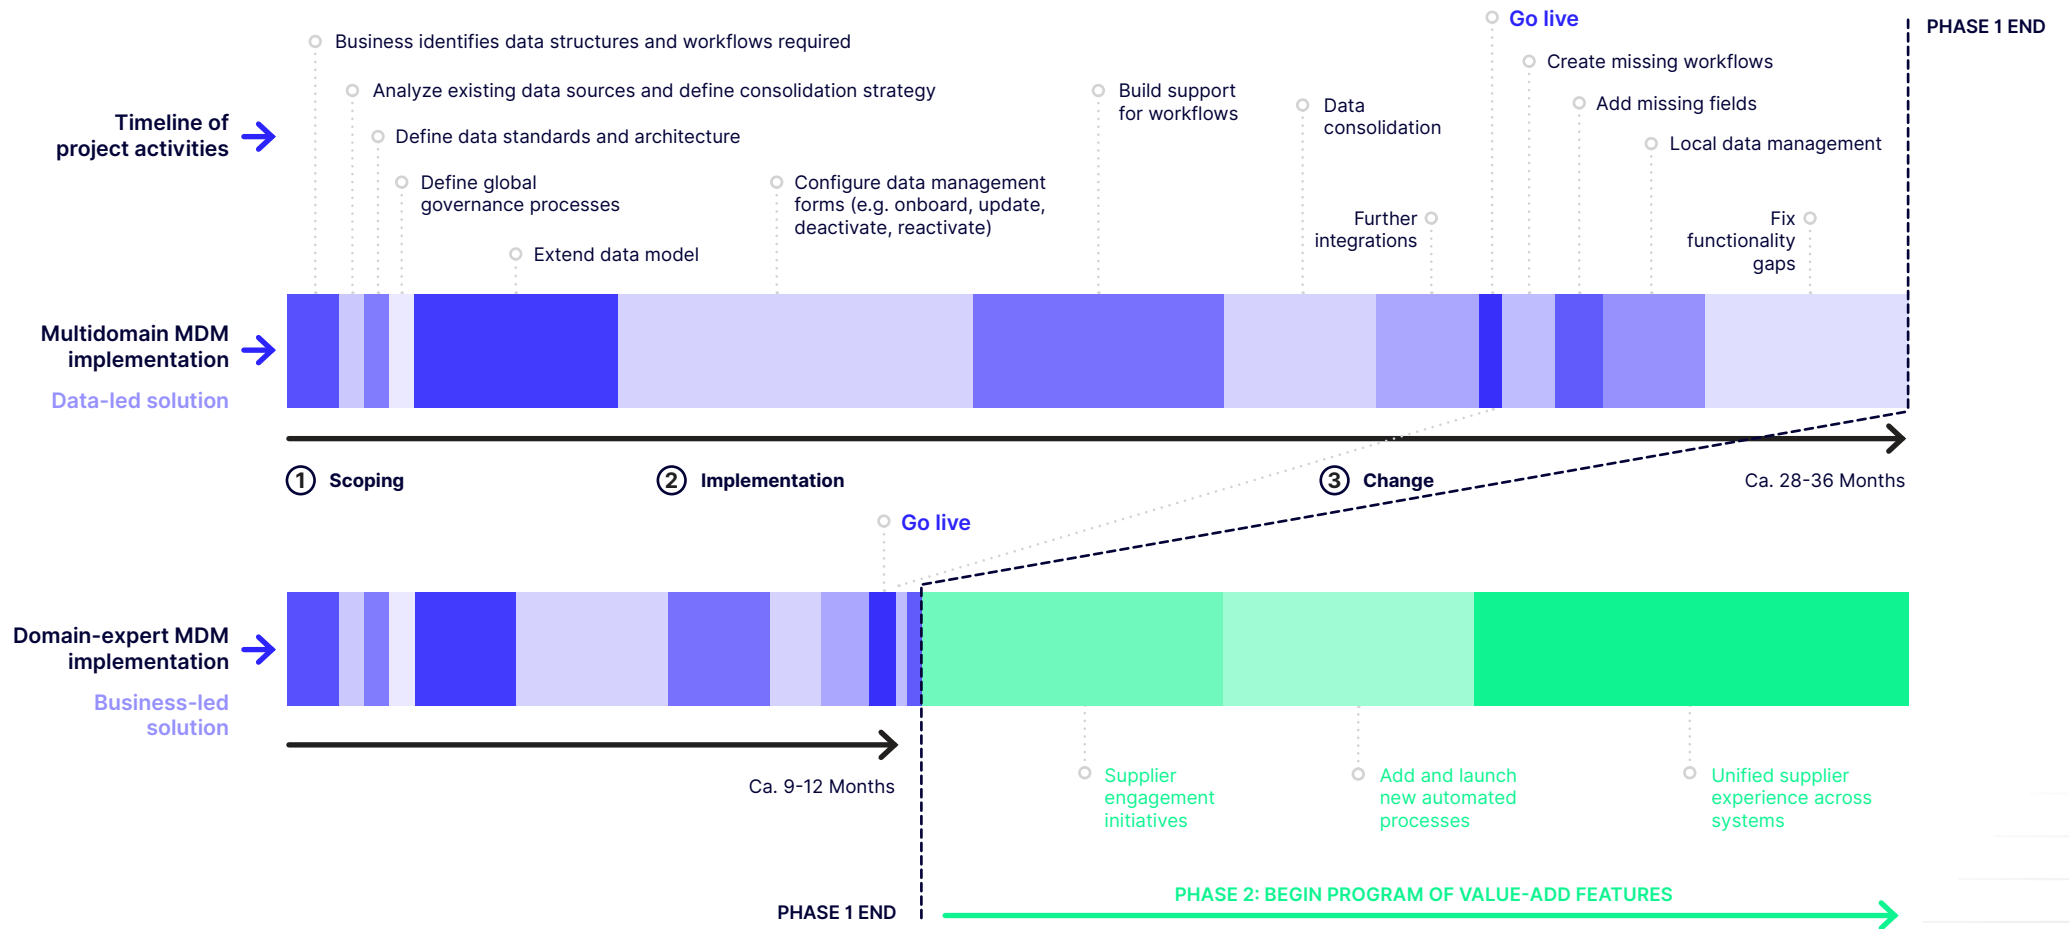 Go live
PHASE 1 END
Business identifies data structures and workflows required
Create missing workflows
Analyze existing data sources and define consolidation strategy
Build support
for workflows
Data
consolidation
Add missing fields
Timeline of
project activities
Define data standards and architecture
Local data management
Define global
governance processes
Configure data management
forms (e.g. onboard, update,
deactivate, reactivate)
Further
integrations
Fix
functionality
gaps
Extend data model
Multidomain MDM
implementation
Data-led solution
1 Scoping
2 Implementation
3 Change
Ca. 28-36 Months
Go live
Domain-expert MDM
implementation
Business-led
solution
Ca. 9-12 Months
Supplier
engagement
initiatives
Add and launch
new automated
processes
Unified supplier
experience across
systems
PHASE 1 END
PHASE 2: BEGIN PROGRAM OF VALUE-ADD FEATURES